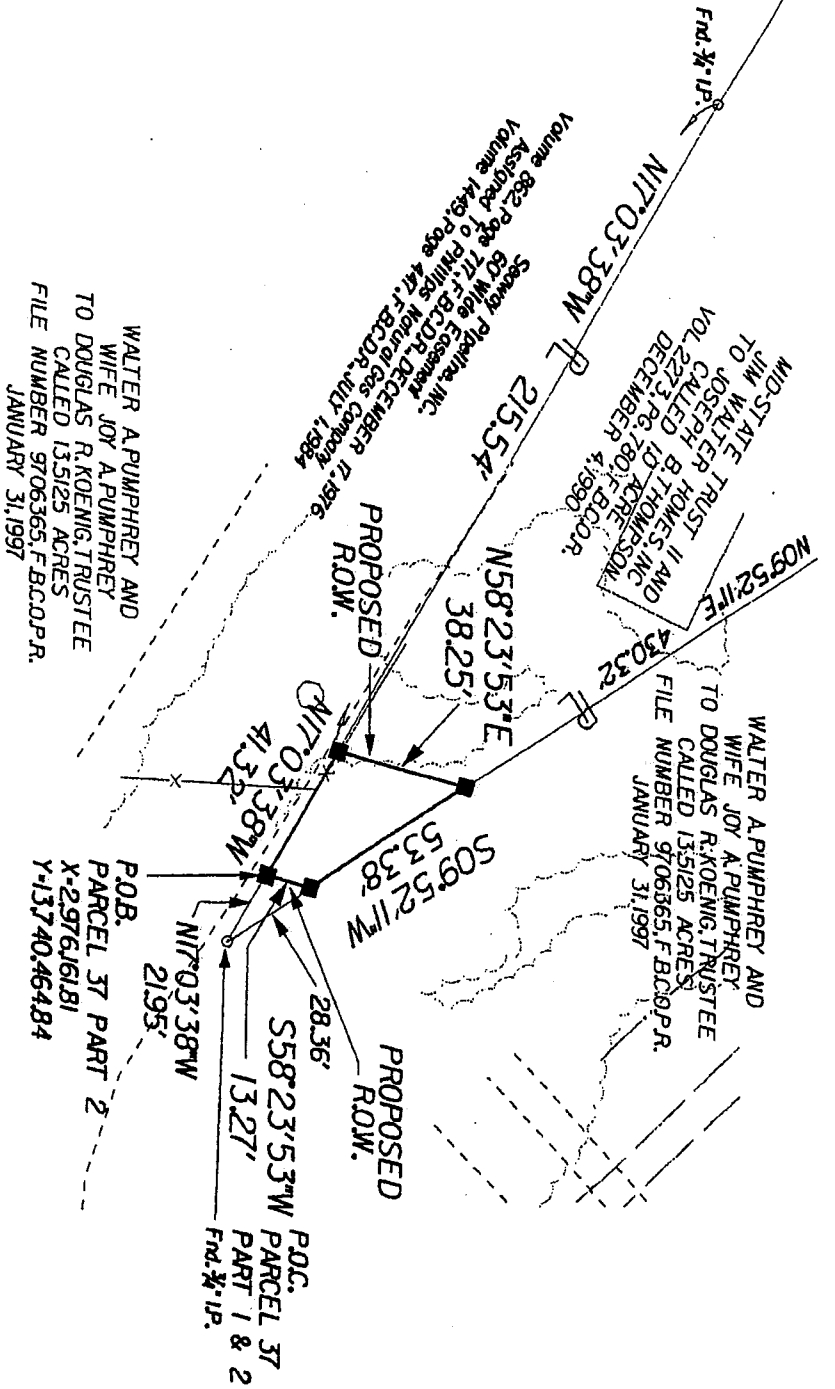 Fnd. 3/4" I.P.
N17°03'38"W
215.54'
MID-STATE TRUST II AND
JIM WALTER HOMES, INC
TO JOSEPH B. THOMPSON
CALLED 1.0 ACRE
VOL. 2273, PG. 780, F.B.C.O.R.
DECEMBER 4, 1990
Seaway Pipeline, INC.
60' Wide Easement
Volume 862, Page 717, F.B.C.D.R., DECEMBER 17, 1976
Assigned To Phillips Natural Gas Company
Volume 1449, Page 447, F.B.C.D.R., JULY 1, 1984
N09°52'11"E
430.32'
WALTER A. PUMPHREY AND
WIFE JOY A. PUMPHREY
TO DOUGLAS R. KOENIG, TRUSTEE
CALLED 13.5125 ACRES
FILE NUMBER 9706365, F.B.C.O.P.R.
JANUARY 31, 1997
PROPOSED
R.O.W.
N58°23'53"E
38.25'
S09°52'11"W
53.38'
N17°03'38"W
41.32'
WALTER A. PUMPHREY AND
WIFE JOY A. PUMPHREY
TO DOUGLAS R. KOENIG, TRUSTEE
CALLED 13.5125 ACRES
FILE NUMBER 9706365, F.B.C.O.P.R.
JANUARY 31, 1997
PROPOSED
R.O.W.
28.36'
S58°23'53"W
13.27'
N17°03'38"W
21.95'
P.O.B.
PARCEL 37 PART 2
X=2,976,161.81
Y=13,740,464.84
P.O.C.
PARCEL 37
PART 1 & 2
Fnd. 3/4" I.P.